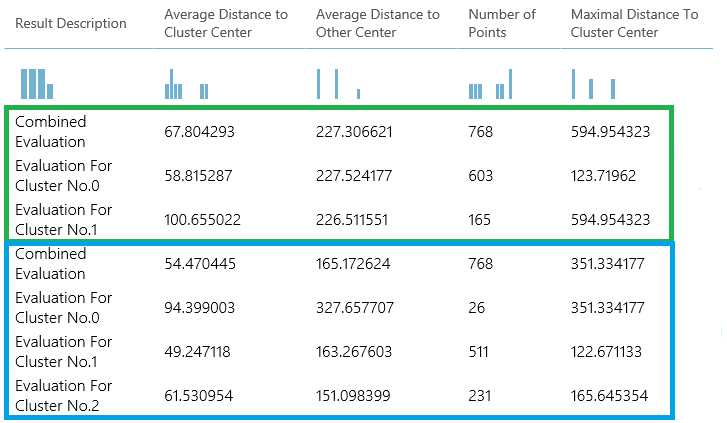 Result Description Average Distance to Cluster Center Average Distance to Other Center Number of Points Maximal Distance To Cluster Center
Combined Evaluation 67.804293 227.306621 768 594.954323
Evaluation For Cluster No.0 58.815287 227.524177 603 123.71962
Evaluation For Cluster No.1 100.655022 226.511551 165 594.954323
Combined Evaluation 54.470445 165.172624 768 351.334177
Evaluation For Cluster No.0 94.399003 327.657707 26 351.334177
Evaluation For Cluster No.1 49.247118 163.267603 511 122.671133
Evaluation For Cluster No.2 61.530954 151.098399 231 165.645354